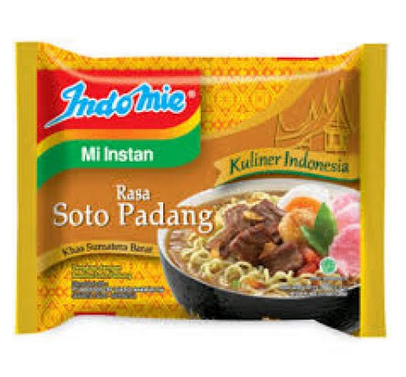 Indomie
Mi Instan
Kuliner Indonesia
Rasa
Soto Padang
Khas Sumatera Barat